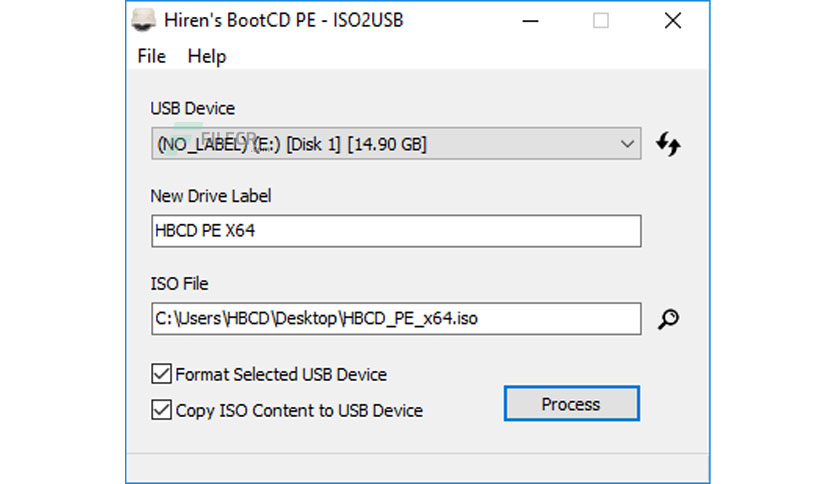 Hiren's BootCD PE - ISO2USB
File Help
USB Device
FILECR
(NO_LABEL) (E:) [Disk 1] [14.90 GB]
New Drive Label
HBCD PE X64
ISO File
C:\Users\HBCD\Desktop\HBCD_PE_x64.iso
Format Selected USB Device
Copy ISO Content to USB Device
Process